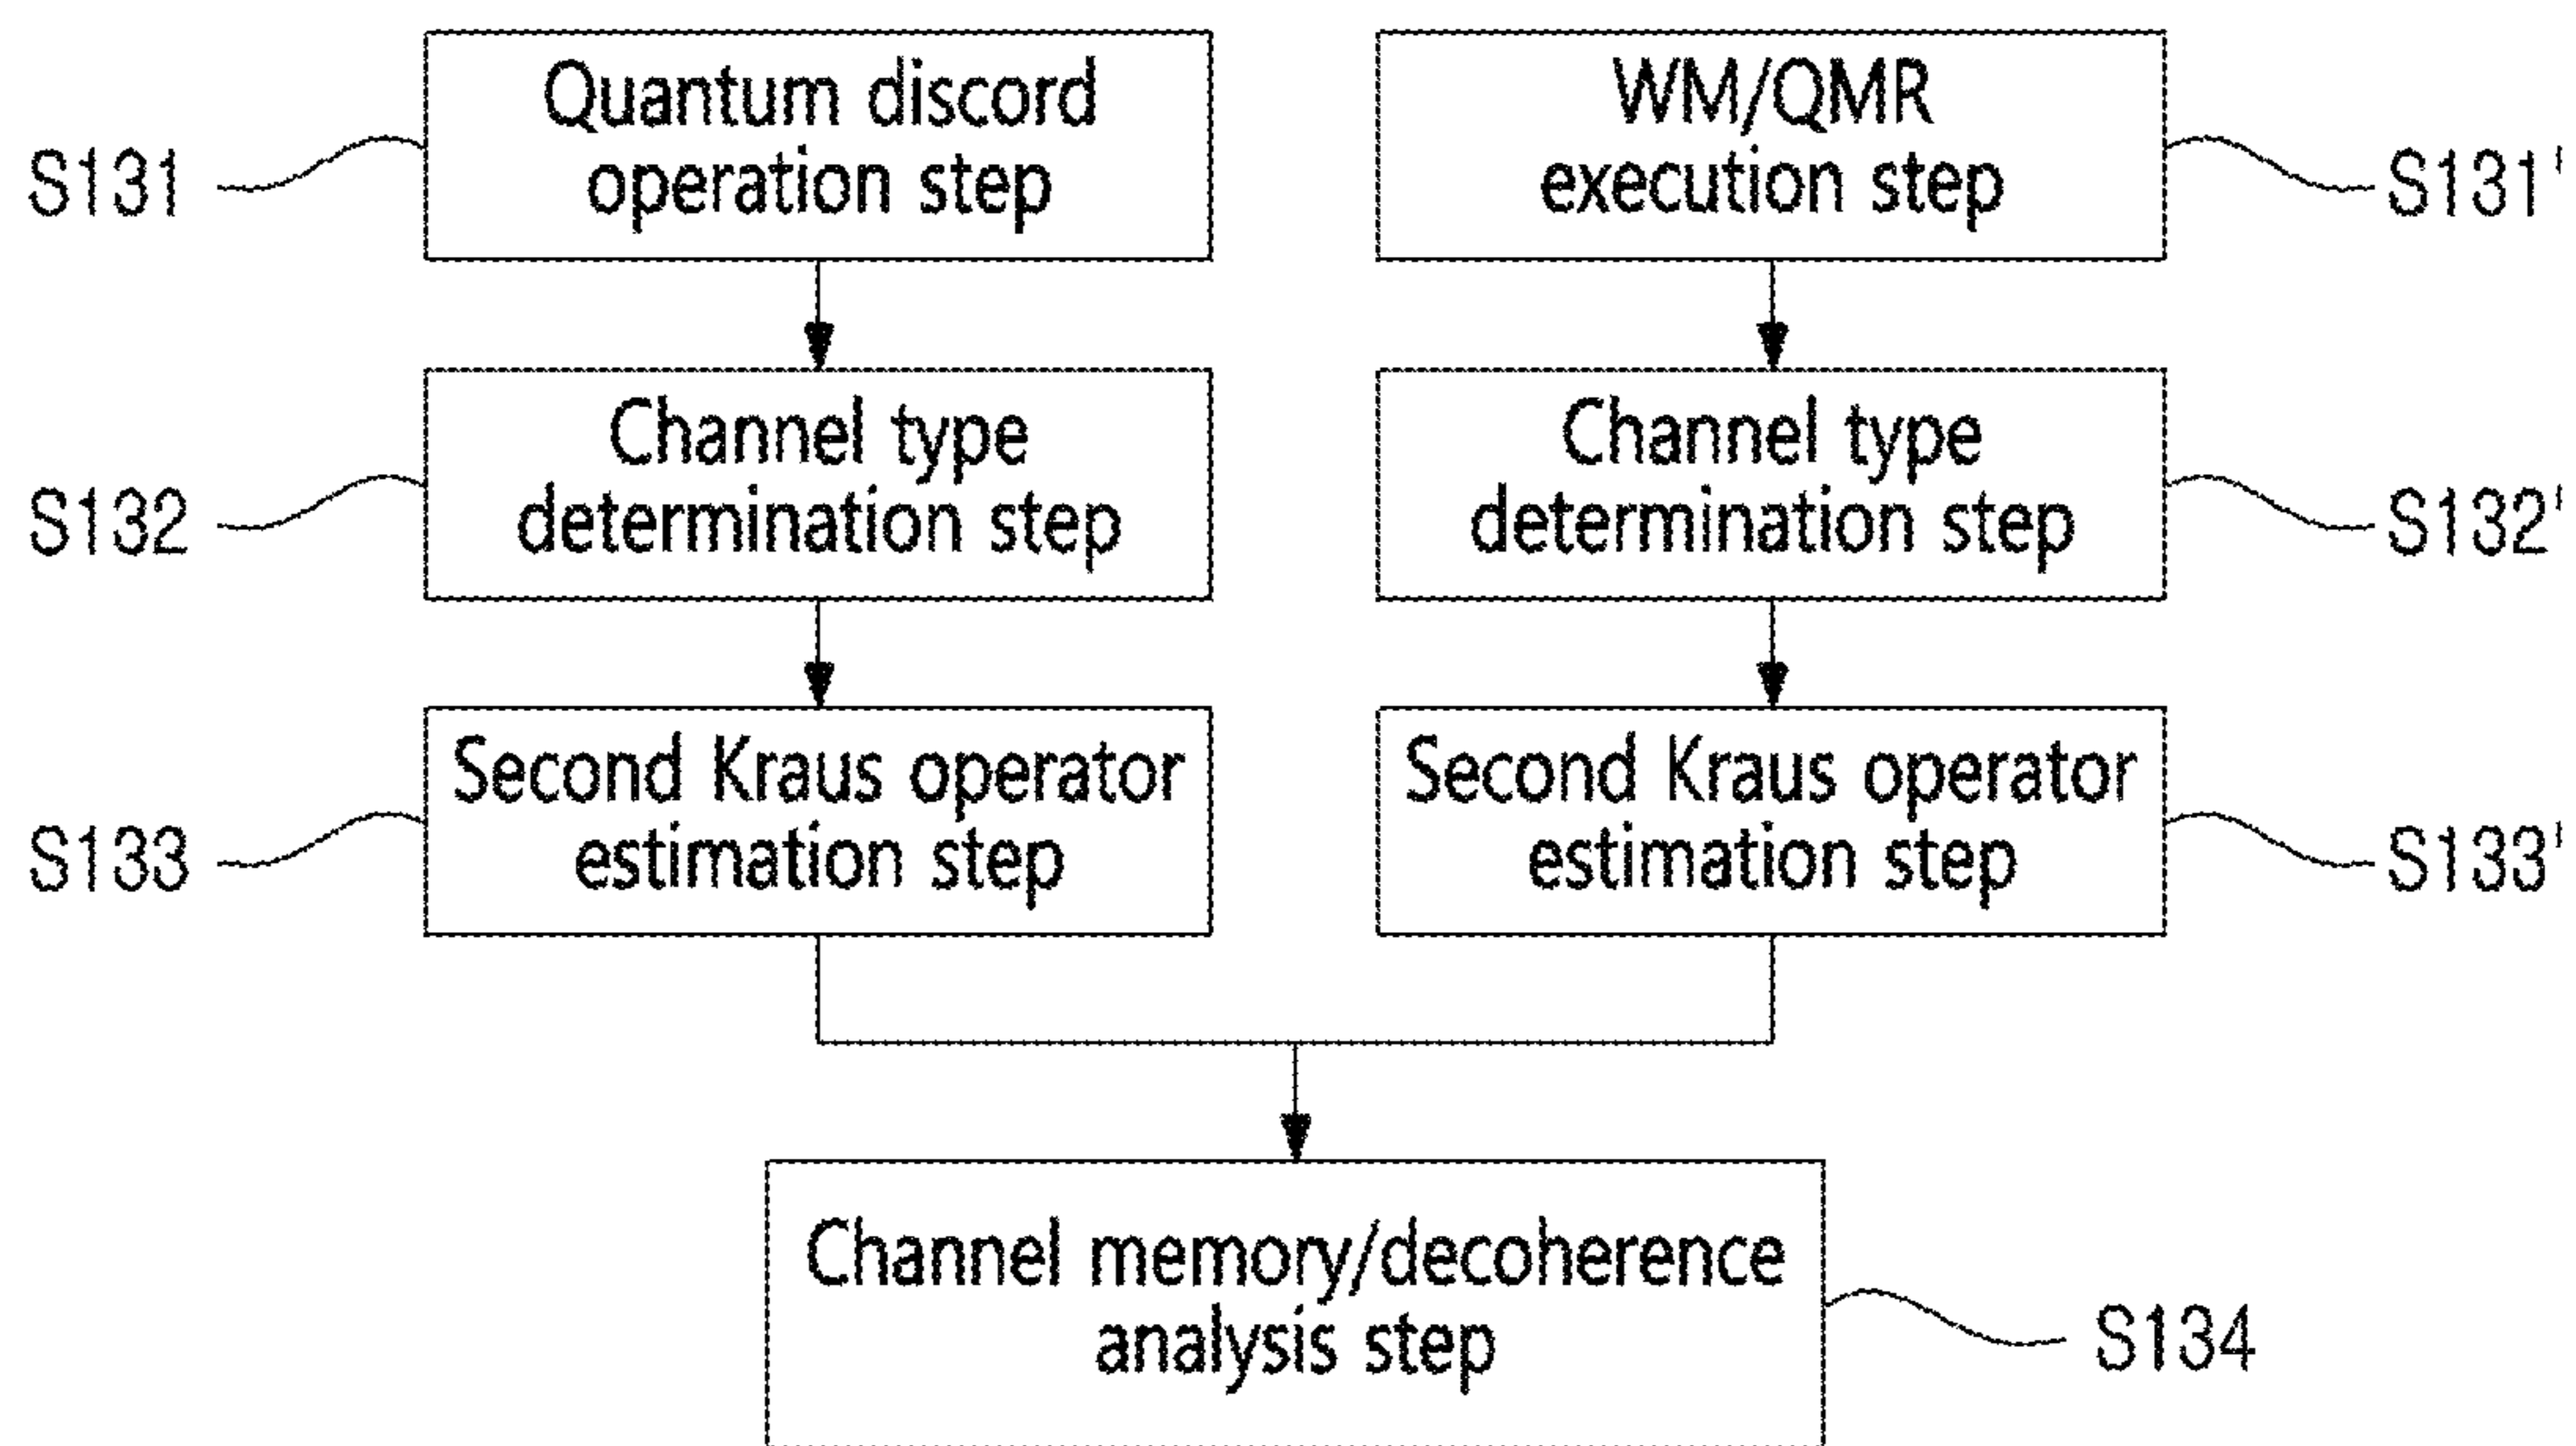 Quantum discord
operation step
S131
WM/QMR
execution step
S131'
Channel type
determination step
S132
Channel type
determination step
S132'
Second Kraus operator
estimation step
S133
Second Kraus operator
estimation step
S133'
Channel memory/decoherence
analysis step
S134